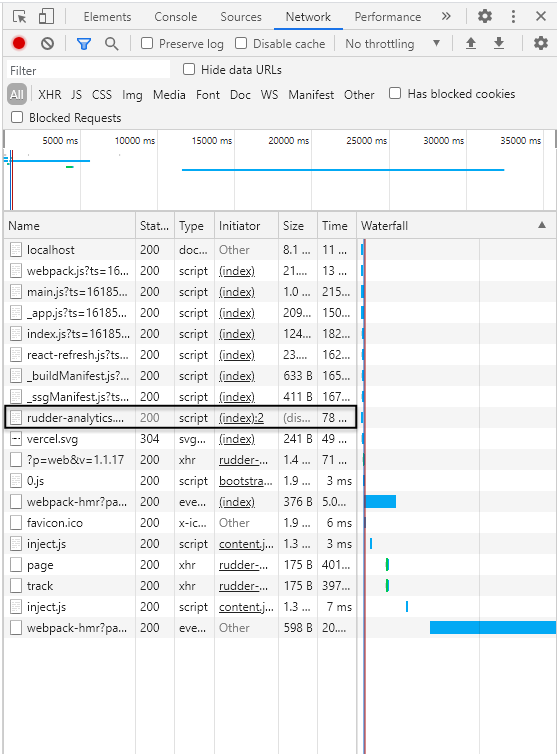 Elements Console Sources Network Performance
Preserve log Disable cache No throttling
Filter Hide data URLs
All XHR JS CSS Img Media Font Doc WS Manifest Other Has blocked cookies
Blocked Requests
5000 ms 10000 ms 15000 ms 20000 ms 25000 ms 30000 ms 35000 ms
Name Stat... Type Initiator Size Time Waterfall
localhost 200 doc... Other 8.1 ... 11 ...
webpack.js?ts=16... 200 script (index) 21.... 13 ...
main.js?ts=16185... 200 script (index) 1.0 ... 215...
_app.js?ts=16185... 200 script (index) 209... 150...
index.js?ts=16185... 200 script (index) 124... 182...
react-refresh.js?ts... 200 script (index) 23.... 162...
_buildManifest.js?... 200 script (index) 633 B 165...
_ssgManifest.js?ts... 200 script (index) 411 B 167...
rudder-analytics.... 200 script (index):2 (dis... 78 ...
vercel.svg 304 svg... (index) 241 B 49 ...
?p=web&v=1.1.17 200 xhr rudder-... 1.4 ... 71 ...
0.js 200 script bootstra... 1.9 ... 3 ms
webpack-hmr?pa... 200 eve... (index) 376 B 5.0...
favicon.ico 200 x-ic... Other 1.9 ... 6 ms
inject.js 200 script content.j... 1.3 ... 3 ms
page 200 xhr rudder-... 175 B 401...
track 200 xhr rudder-... 175 B 397...
inject.js 200 script content.j... 1.3 ... 7 ms
webpack-hmr?pa... 200 eve... Other 598 B 20....